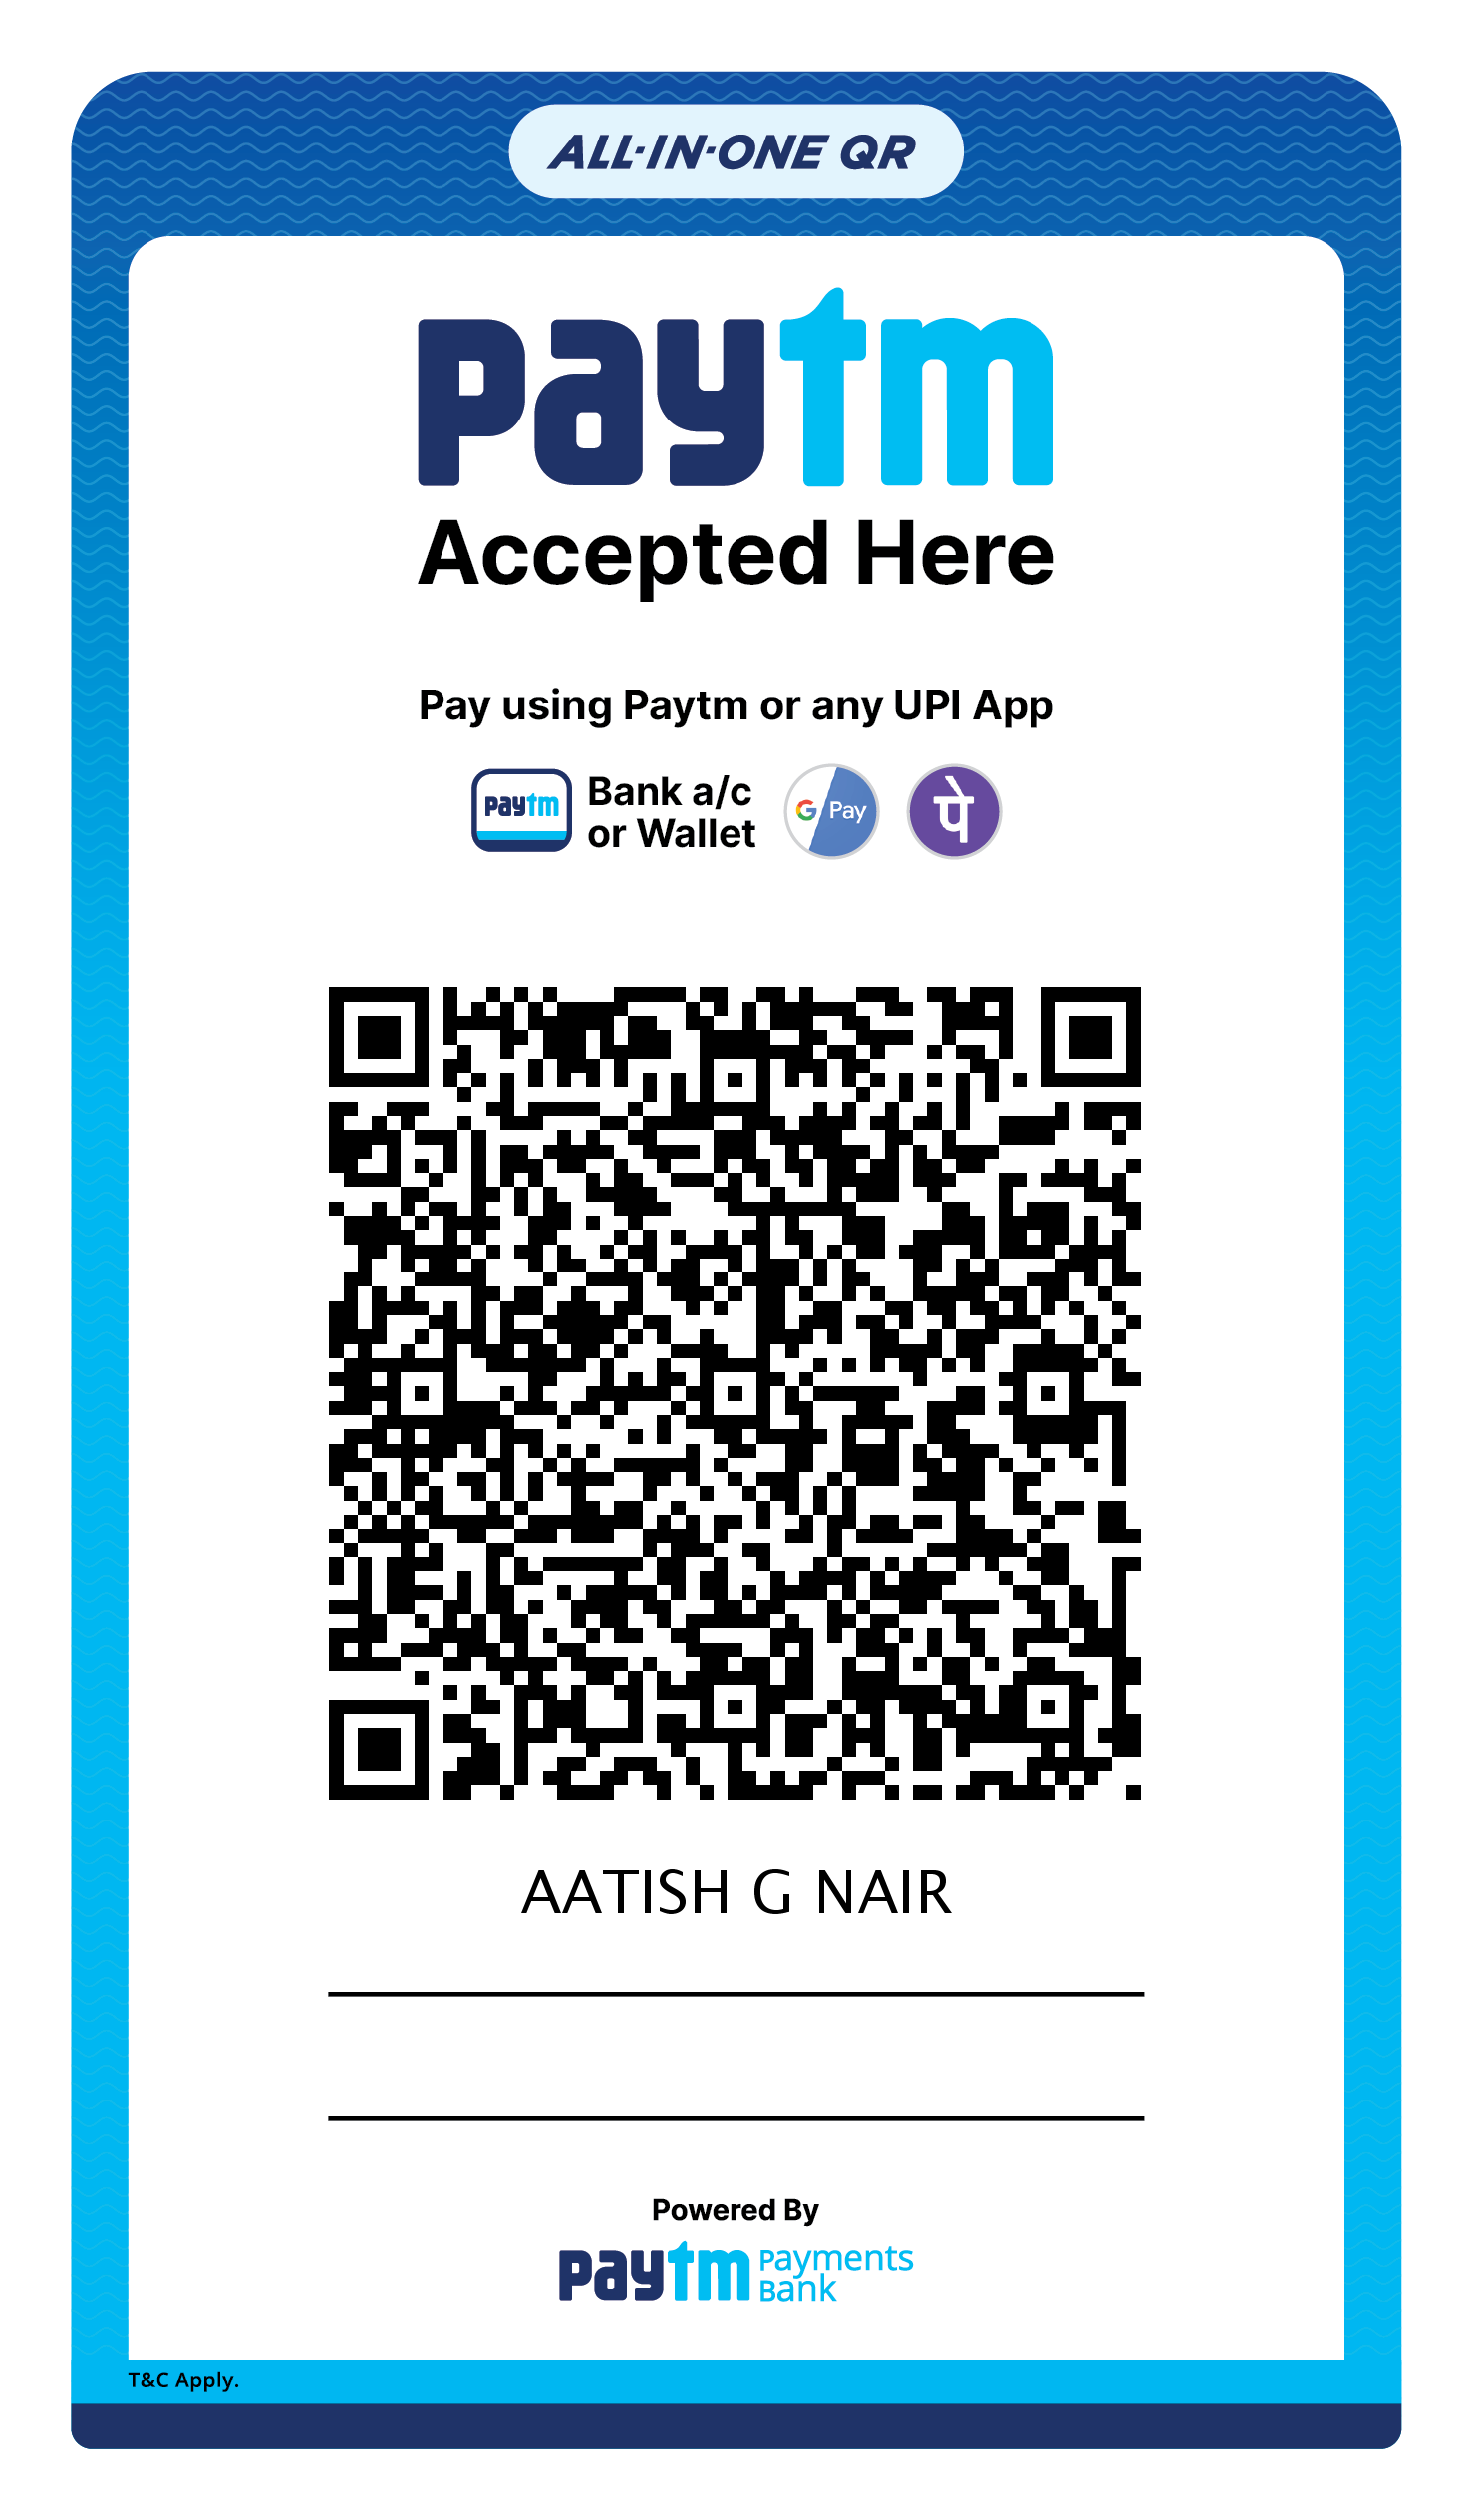 ALL-IN-ONE QR
paytm
Accepted Here
Pay using Paytm or any UPI App
paytm
Bank a/c
or Wallet
G Pay
पे
AATISH G NAIR
Powered By
paytm Payments
Bank
T&C Apply.